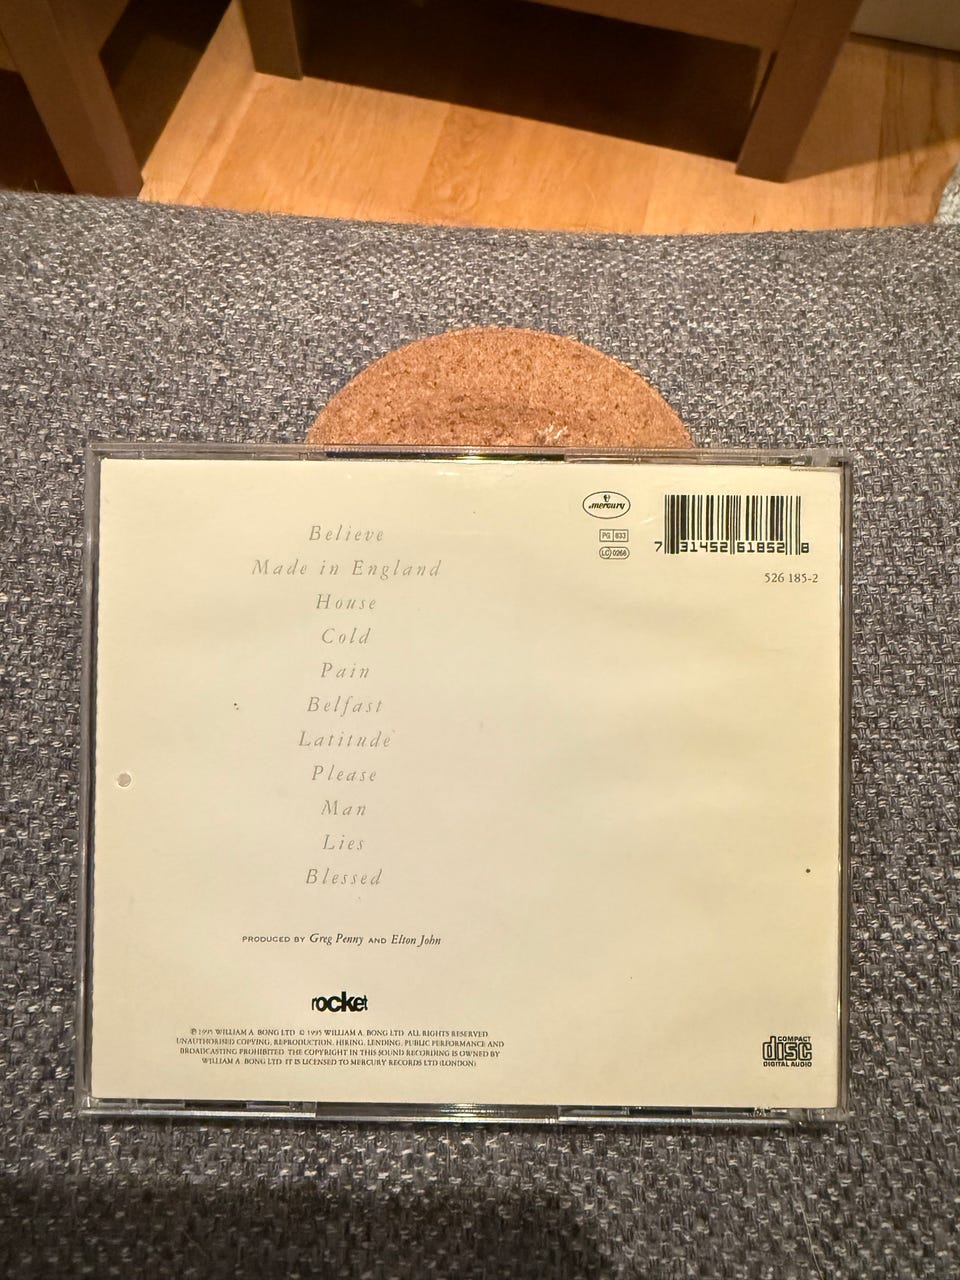 Believe
Made in England
House
Cold
Pain
Belfast
Latitude
Please
Man
Lies
Blessed
PRODUCED BY Greg Penny AND Elton John
rocket
℗ 1995 WILLIAM A. BONG LTD © 1995 WILLIAM A. BONG LTD ALL RIGHTS RESERVED
UNAUTHORISED COPYING, REPRODUCTION, HIRING, LENDING, PUBLIC PERFORMANCE AND
BROADCASTING PROHIBITED THE COPYRIGHT IN THIS SOUND RECORDING IS OWNED BY
WILLIAM A. BONG LTD IT IS LICENSED TO MERCURY RECORDS LTD (LONDON)
mercury
PG 833
LC 0268
7 31452 61852 8
526 185-2
COMPACT
disc
DIGITAL AUDIO